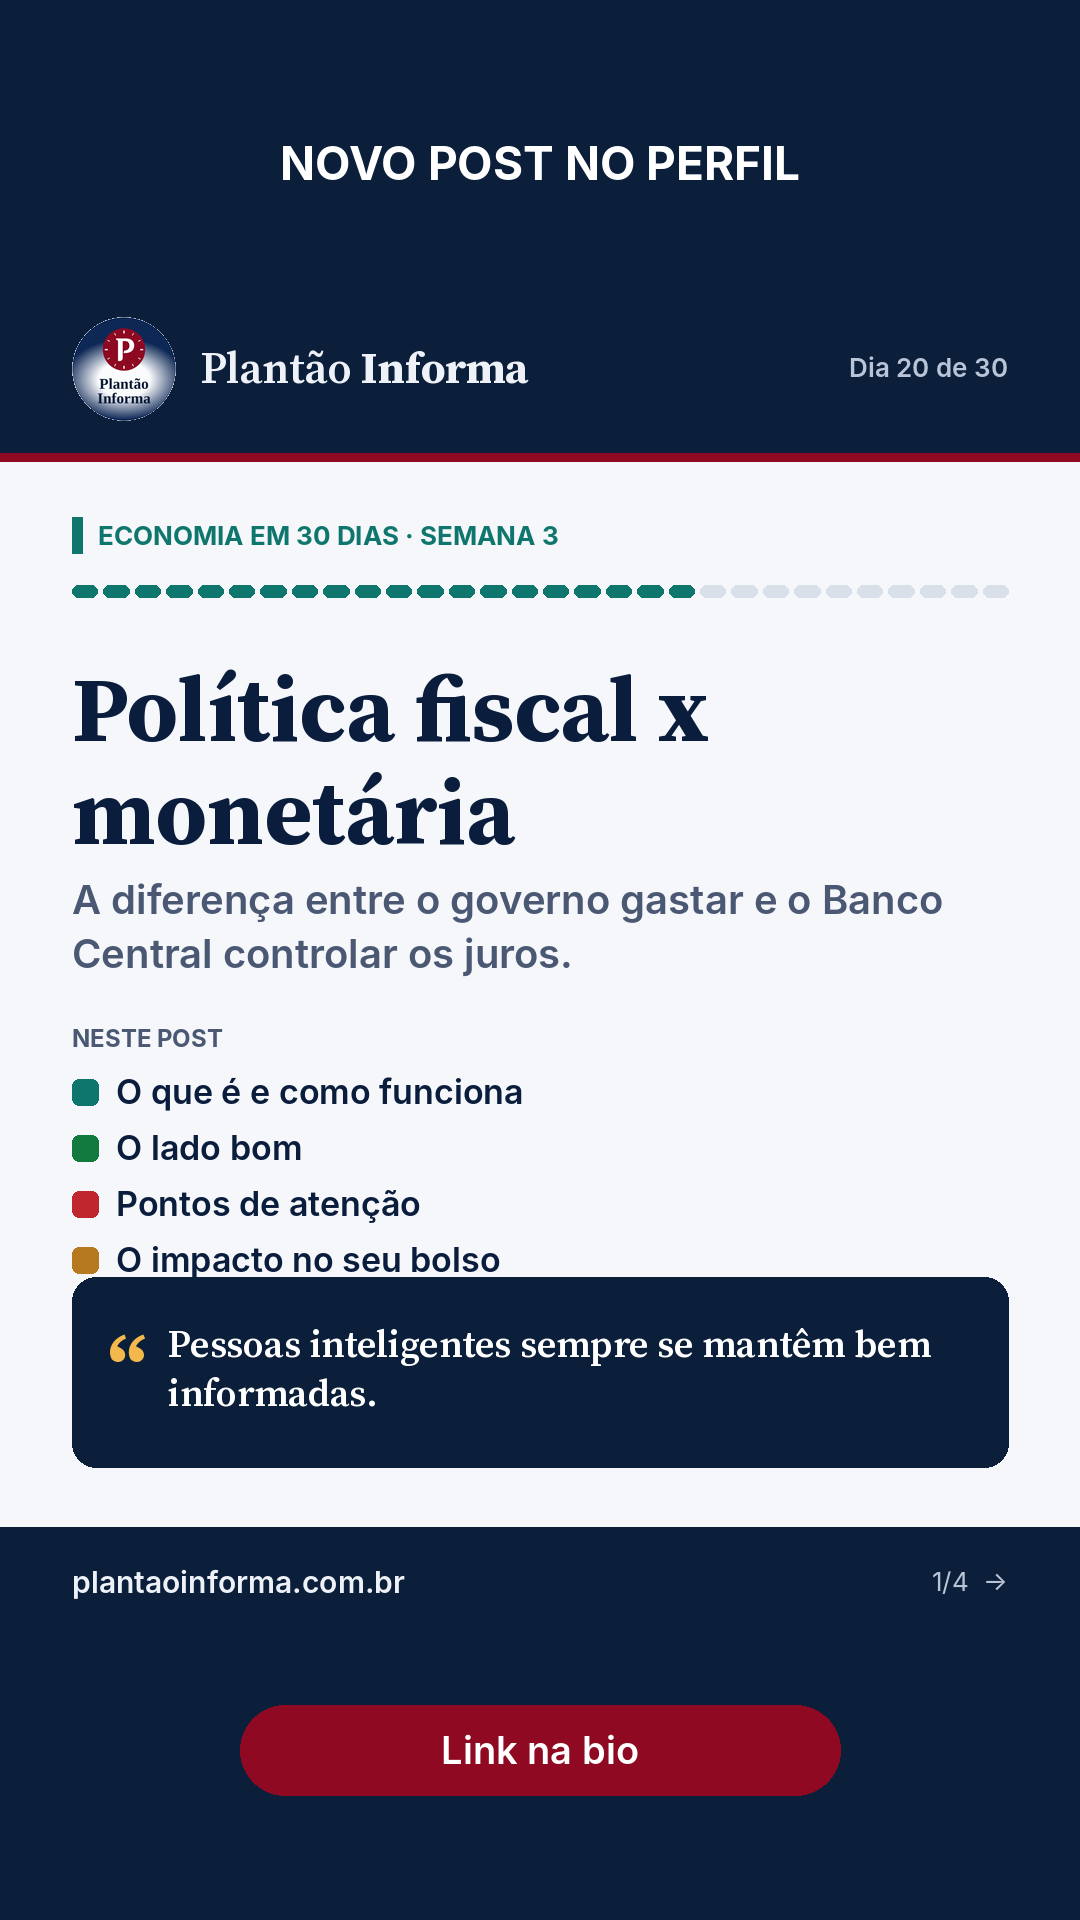 NOVO POST NO PERFIL
P
Plantão
Informa
Plantão Informa
Dia 20 de 30
ECONOMIA EM 30 DIAS · SEMANA 3
Política fiscal x
monetária
A diferença entre o governo gastar e o Banco
Central controlar os juros.
NESTE POST
O que é e como funciona
O lado bom
Pontos de atenção
O impacto no seu bolso
“ Pessoas inteligentes sempre se mantêm bem
informadas.
plantaoinforma.com.br
1/4 →
Link na bio